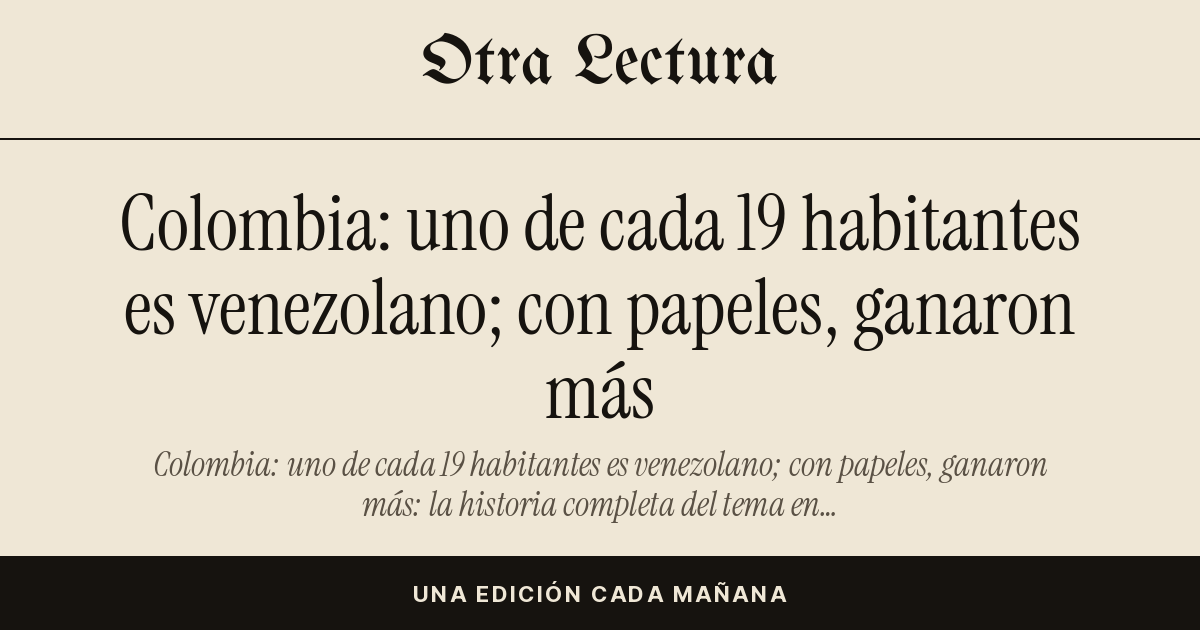 Otra Lectura
Colombia: uno de cada 19 habitantes
es venezolano; con papeles, ganaron
más
Colombia: uno de cada 19 habitantes es venezolano; con papeles, ganaron
más: la historia completa del tema en...
UNA EDICIÓN CADA MAÑANA